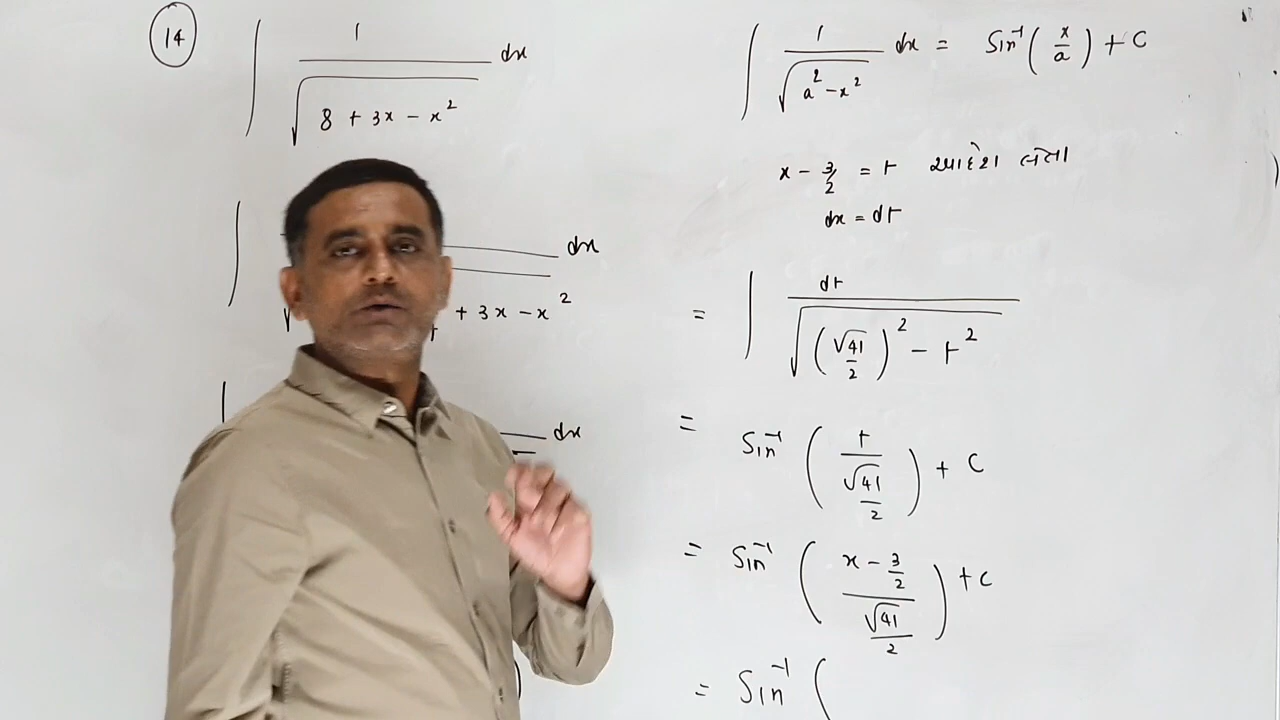 (14) ∫ 1 / √(8 + 3x − x²) dx
∫ dx
+ 3x − x²
∫ dx
∫ 1 / √(a² − x²) dx = Sin⁻¹ (x/a) + C
x − 3/2 = t આદેશ લેતા
dx = dt
= ∫ dt / √((√41/2)² − t²)
= Sin⁻¹ (t / (√41/2)) + C
= Sin⁻¹ ((x − 3/2) / (√41/2)) + C
= Sin⁻¹ (